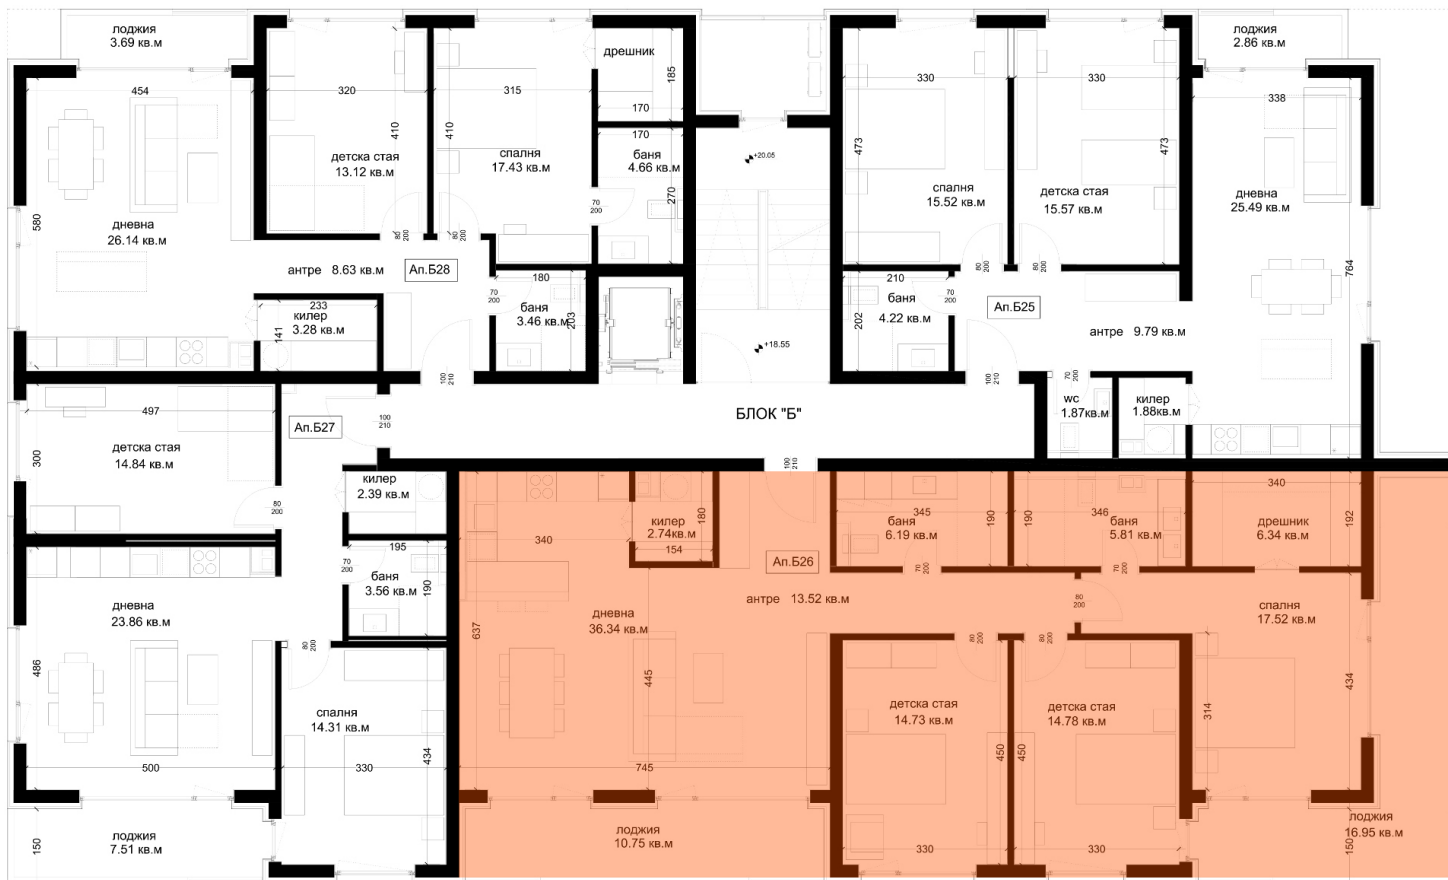 лоджия
3.69 кв.м
454
580
дневна
26.14 кв.м
320
410
детска стая
13.12 кв.м
315
410
спалня
17.43 кв.м
дрешник
185
170
170
баня
4.66 кв.м
270
70
200
80
200
80
200
антре 8.63 кв.м
Ап.Б28
233
килер
3.28 кв.м
141
70
200
180
баня
3.46 кв.м
203
100
210
+20.05
+18.55
330
473
спалня
15.52 кв.м
330
473
детска стая
15.57 кв.м
лоджия
2.86 кв.м
338
дневна
25.49 кв.м
764
80
200
80
200
210
баня
4.22 кв.м
202
70
200
Ап.Б25
антре 9.79 кв.м
100
210
70
200
wc
1.87кв.м
килер
1.88кв.м
БЛОК "Б"
497
300
детска стая
14.84 кв.м
Ап.Б27
100
210
80
200
килер
2.39 кв.м
195
70
200
баня
3.56 кв.м
190
дневна
23.86 кв.м
486
500
80
200
спалня
14.31 кв.м
434
330
лоджия
7.51 кв.м
150
100
210
340
килер
2.74кв.м
180
154
Ап.Б26
345
баня
6.19 кв.м
190
190
346
баня
5.81 кв.м
340
дрешник
6.34 кв.м
192
70
200
70
200
антре 13.52 кв.м
80
200
дневна
36.34 кв.м
637
445
745
80
200
80
200
спалня
17.52 кв.м
434
314
детска стая
14.73 кв.м
450
330
детска стая
14.78 кв.м
450
330
лоджия
10.75 кв.м
лоджия
16.95 кв.м
150